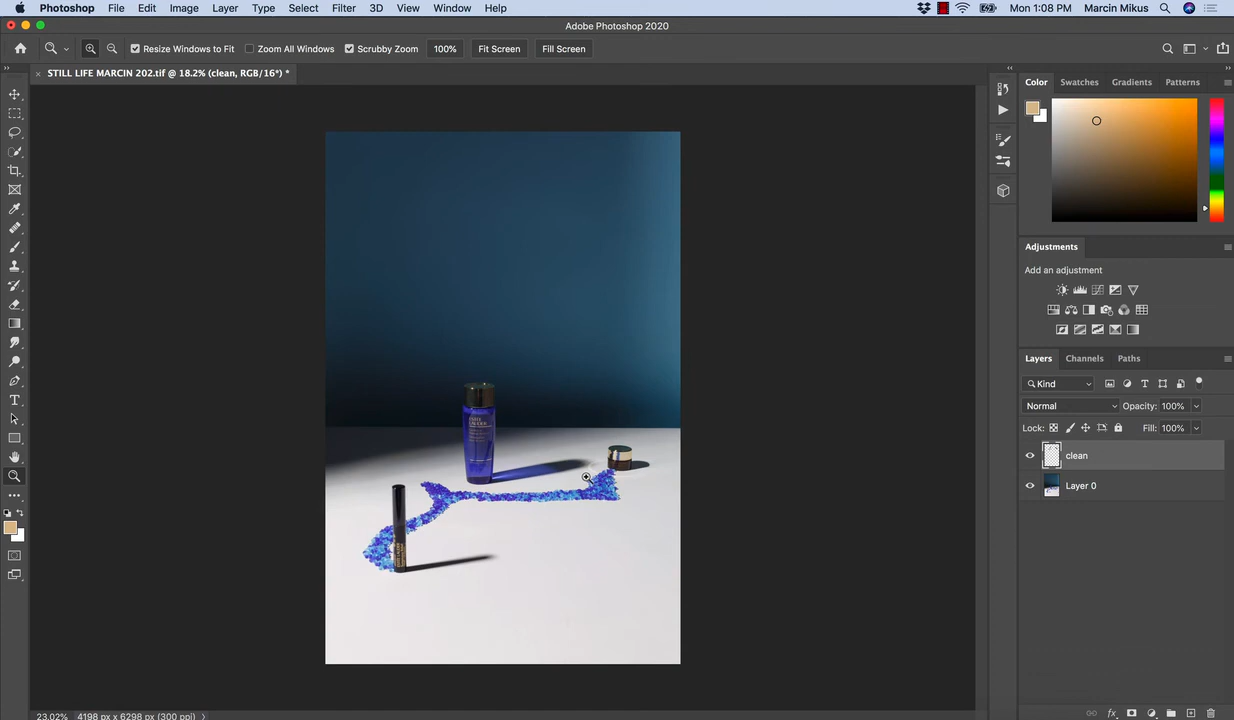 Photoshop File Edit Image Layer Type Select Filter 3D View Window Help Mon 1:08 PM Marcin Mikus
Adobe Photoshop 2020
Resize Windows to Fit Zoom All Windows Scrubby Zoom 100% Fit Screen Fill Screen
× STILL LIFE MARCIN 202.tif @ 18.2% (clean, RGB/16*) *
Color Swatches Gradients Patterns
Adjustments
Add an adjustment
Layers Channels Paths
Kind
Normal Opacity: 100%
Lock: Fill: 100%
clean
Layer 0
ESTEE LAUDER
23.02% 4198 px x 6298 px (300 ppi)